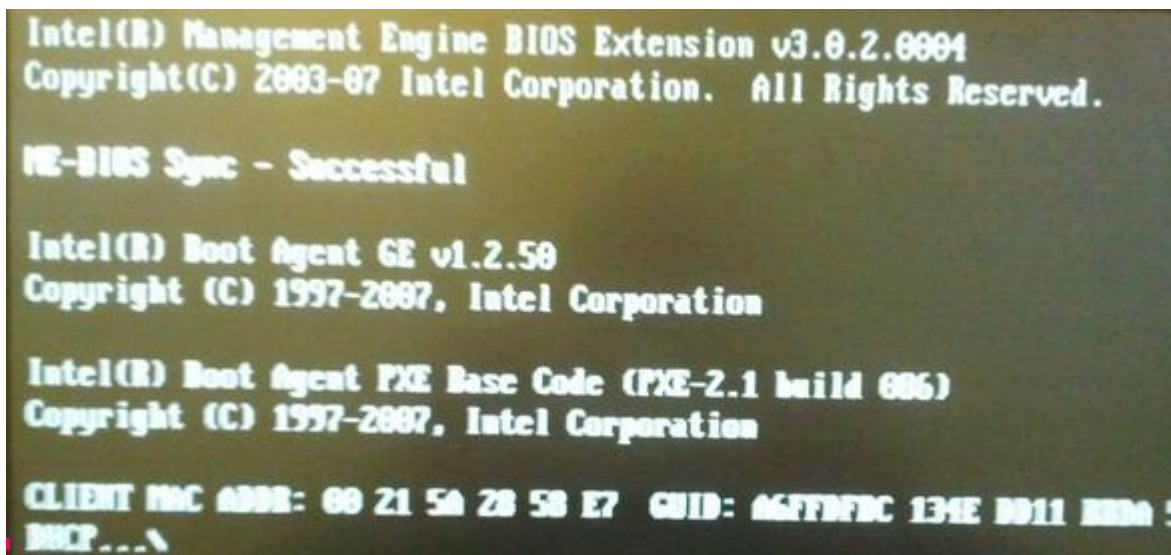 Intel(R) Management Engine BIOS Extension v3.0.2.0004
Copyright(C) 2003-07 Intel Corporation.  All Rights Reserved.
ME-BIOS Sync - Successful
Intel(R) Boot Agent GE v1.2.50
Copyright (C) 1997-2007, Intel Corporation
Intel(R) Boot Agent PXE Base Code (PXE-2.1 build 086)
Copyright (C) 1997-2007, Intel Corporation
CLIENT MAC ADDR: 00 21 5A 28 58 E7  GUID: 134E DD11
DHCP...\